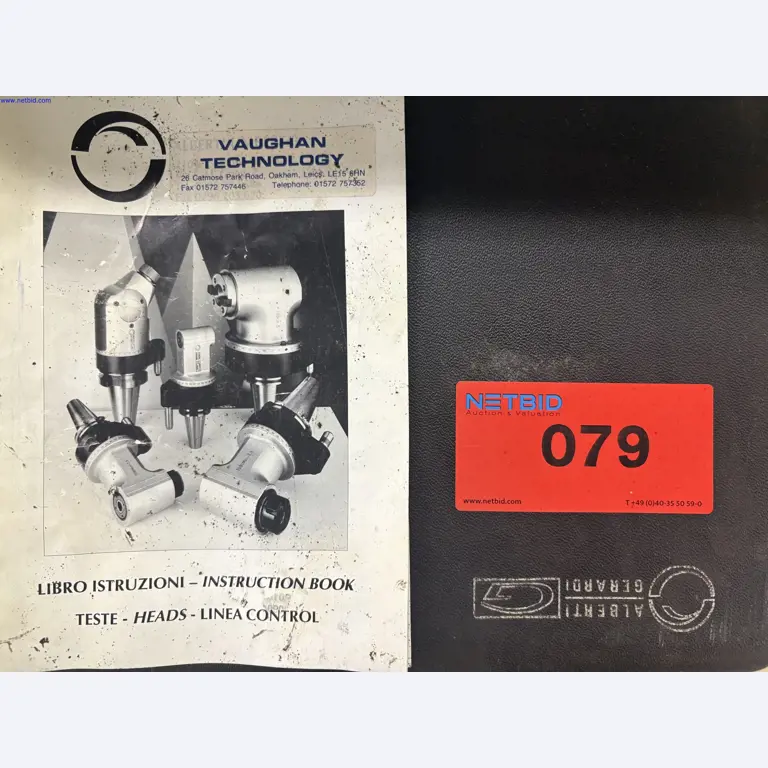 www.netbid.com
VAUGHAN
TECHNOLOGY
26 Catmose Park Road, Oakham, Leics, LE15 6HN
Fax 01572 757446 Telephone: 01572 757352
LIBRO ISTRUZIONI – INSTRUCTION BOOK
TESTE - HEADS - LINEA CONTROL
NETBID
Auction & Valuation
079
www.netbid.com
T +49 (0)40-35 50 59-0
ALBERTI
GERARDI